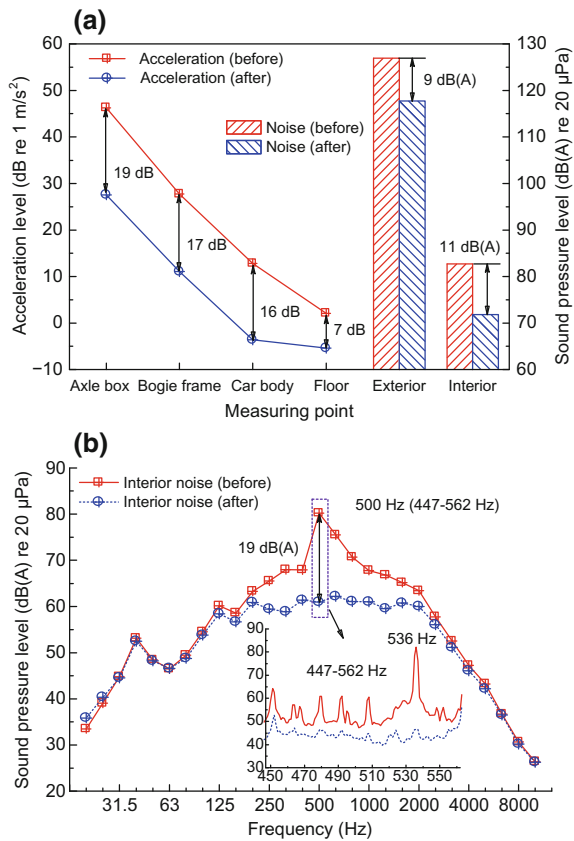 (a)
60
50
40
30
20
10
0
−10
Acceleration level (dB re 1 m/s²)
Acceleration (before)
Acceleration (after)
19 dB
17 dB
16 dB
7 dB
Noise (before)
Noise (after)
9 dB(A)
11 dB(A)
130
120
110
100
90
80
70
60
Sound pressure level (dB(A) re 20 μPa)
Axle box Bogie frame Car body Floor Exterior Interior
Measuring point
(b)
90
80
70
60
50
40
30
20
Sound pressure level (dB(A) re 20 μPa)
Interior noise (before)
Interior noise (after)
500 Hz (447-562 Hz)
19 dB(A)
90
80
70
60
50
40
30
536 Hz
447-562 Hz
450 470 490 510 530 550
31.5 63 125 250 500 1000 2000 4000 8000
Frequency (Hz)